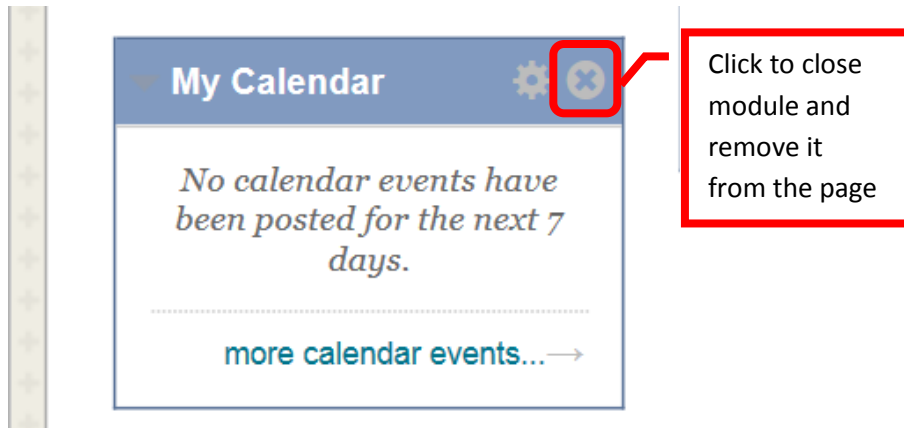 My Calendar
No calendar events have
been posted for the next 7
days.
more calendar events...→
Click to close
module and
remove it
from the page